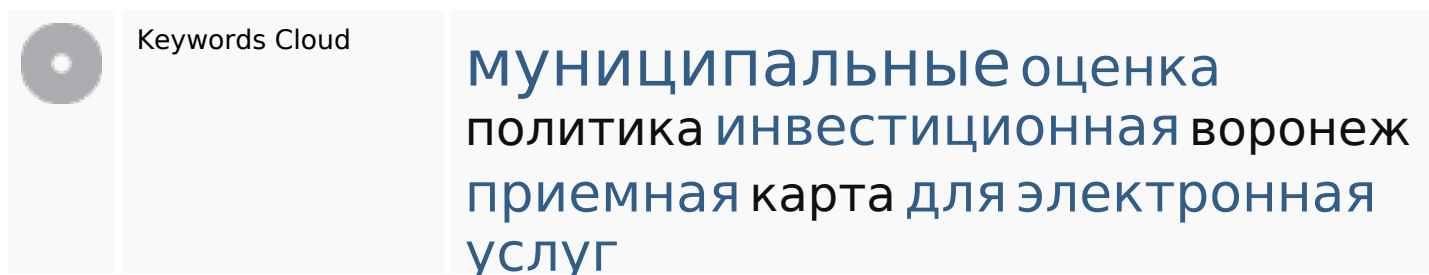 Keywords Cloud
муниципальные оценка
политика инвестиционная воронеж
приемная карта для электронная
услуг